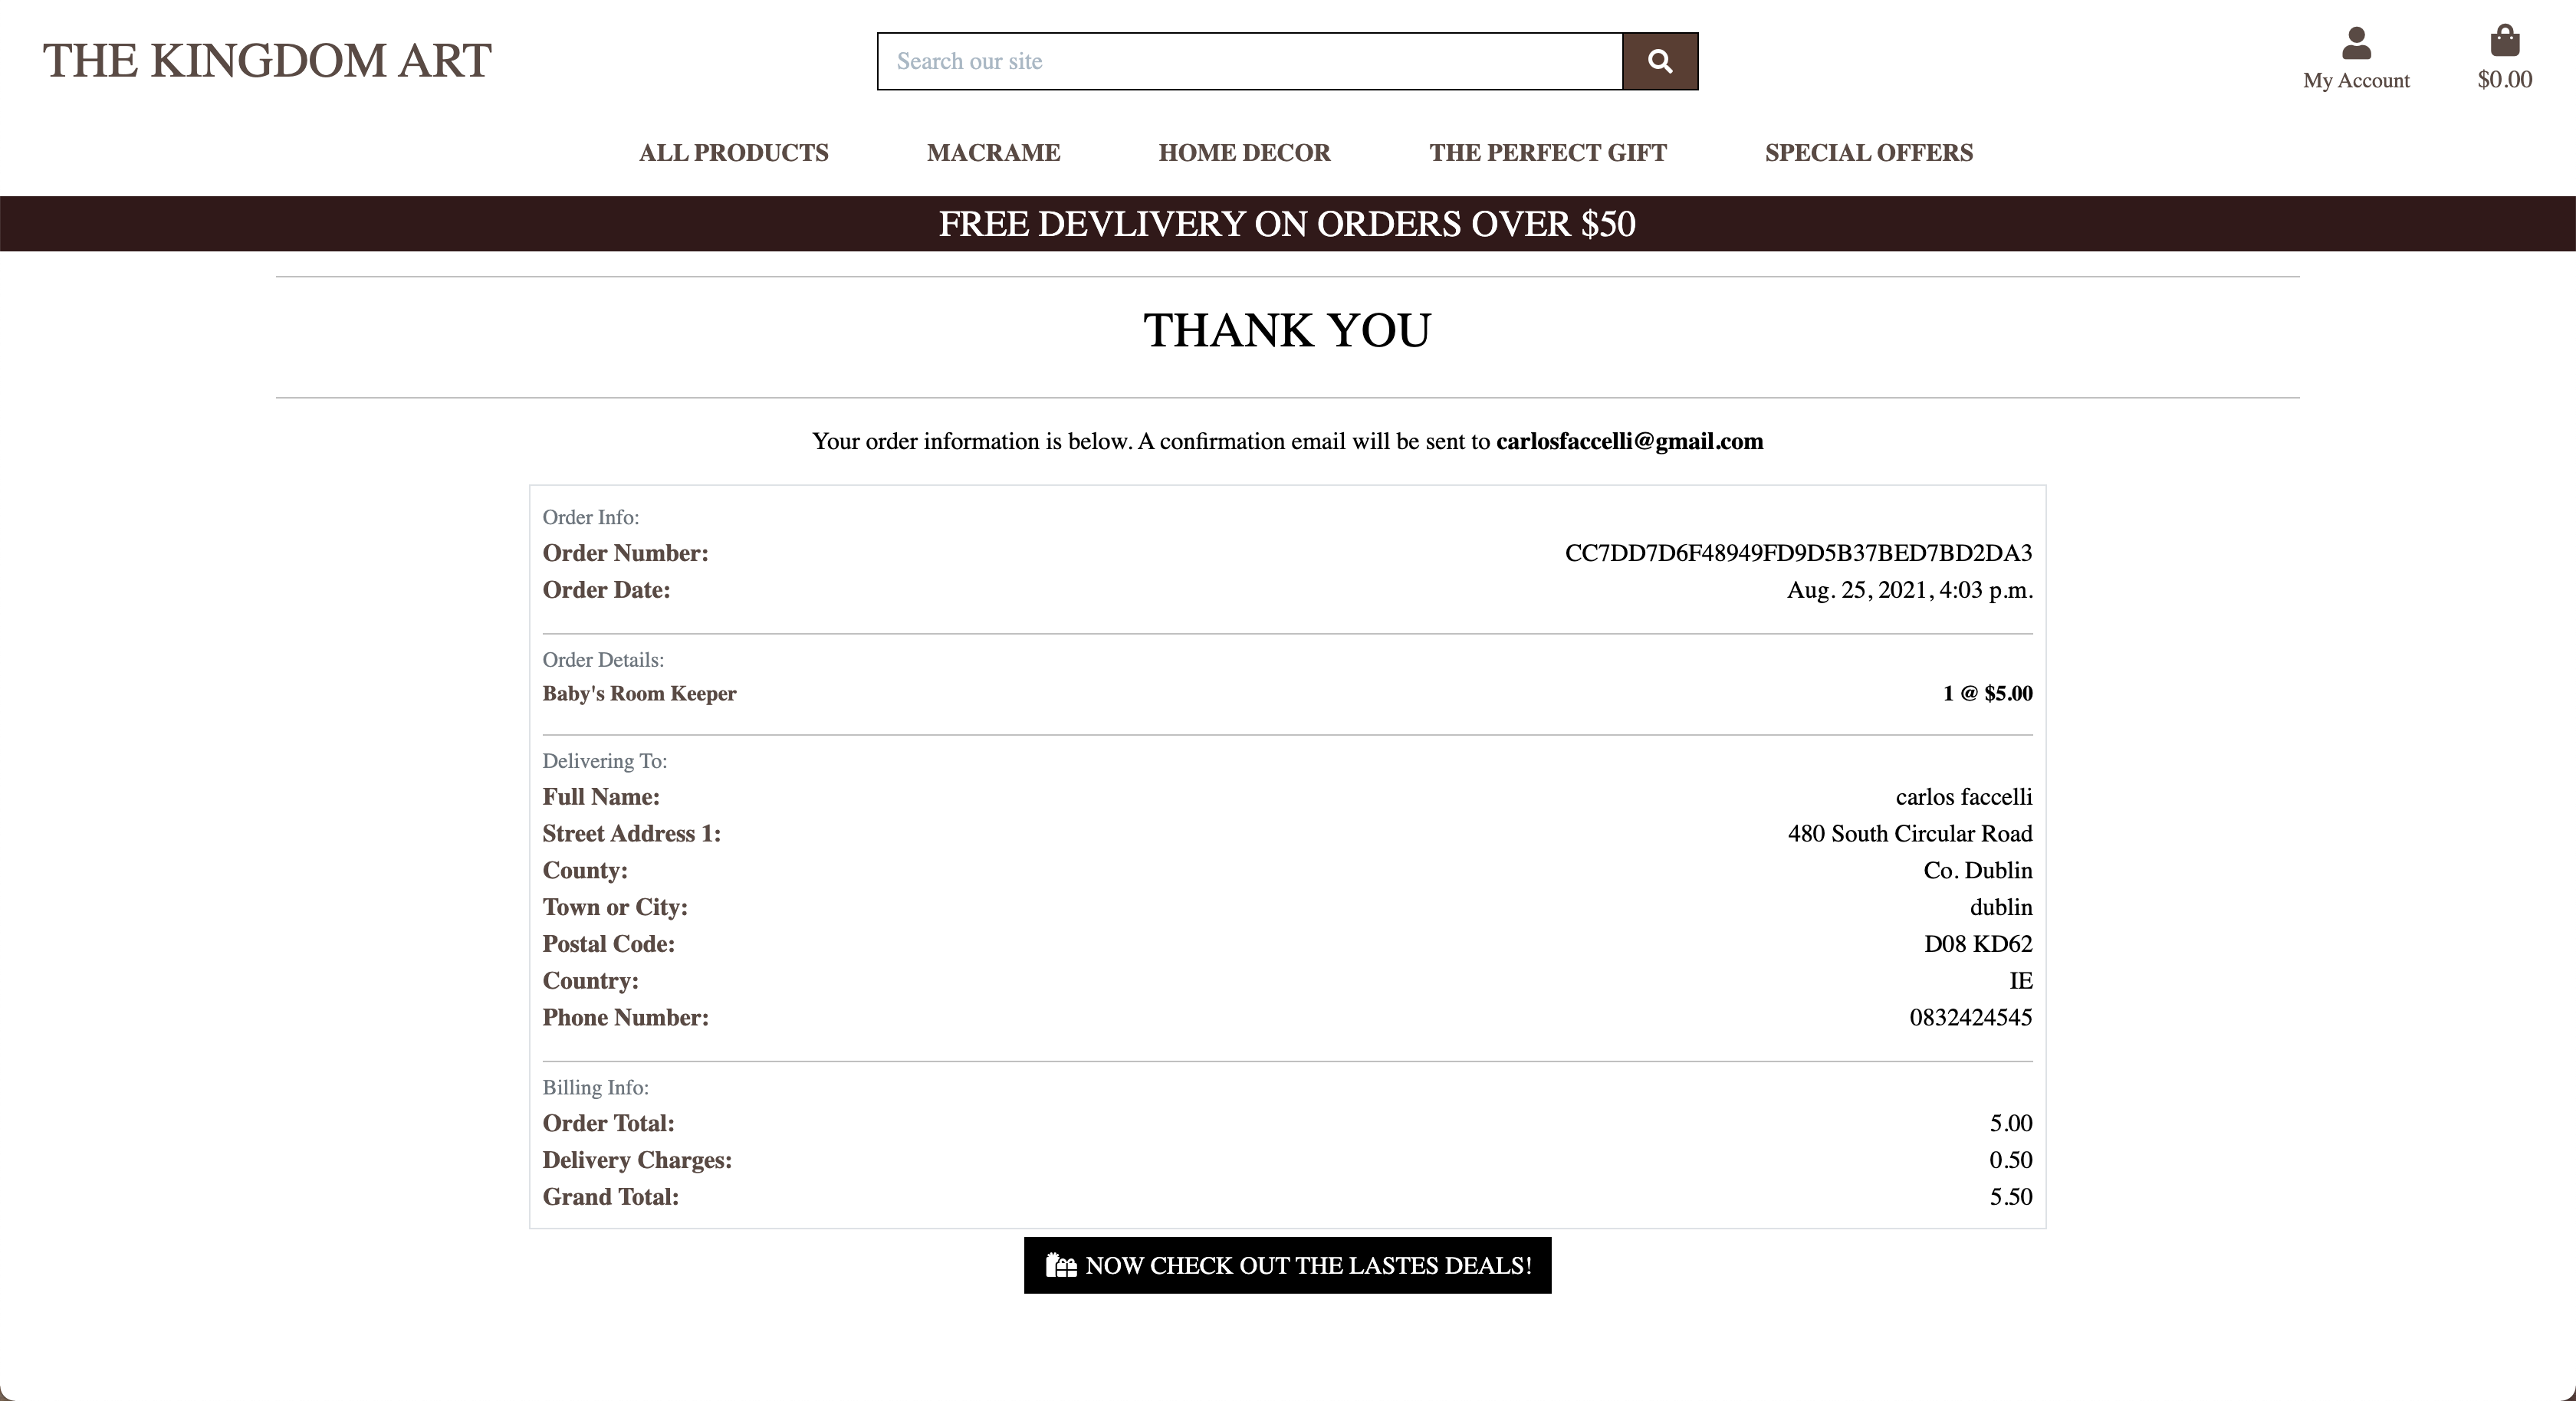 THE KINGDOM ART
Search our site
My Account
$0.00
ALL PRODUCTS MACRAME HOME DECOR THE PERFECT GIFT SPECIAL OFFERS
FREE DEVLIVERY ON ORDERS OVER $50
THANK YOU
Your order information is below. A confirmation email will be sent to carlosfaccelli@gmail.com
Order Info:
Order Number: CC7DD7D6F48949FD9D5B37BED7BD2DA3
Order Date: Aug. 25, 2021, 4:03 p.m.
Order Details:
Baby's Room Keeper 1 @ $5.00
Delivering To:
Full Name: carlos faccelli
Street Address 1: 480 South Circular Road
County: Co. Dublin
Town or City: dublin
Postal Code: D08 KD62
Country: IE
Phone Number: 0832424545
Billing Info:
Order Total: 5.00
Delivery Charges: 0.50
Grand Total: 5.50
NOW CHECK OUT THE LASTES DEALS!